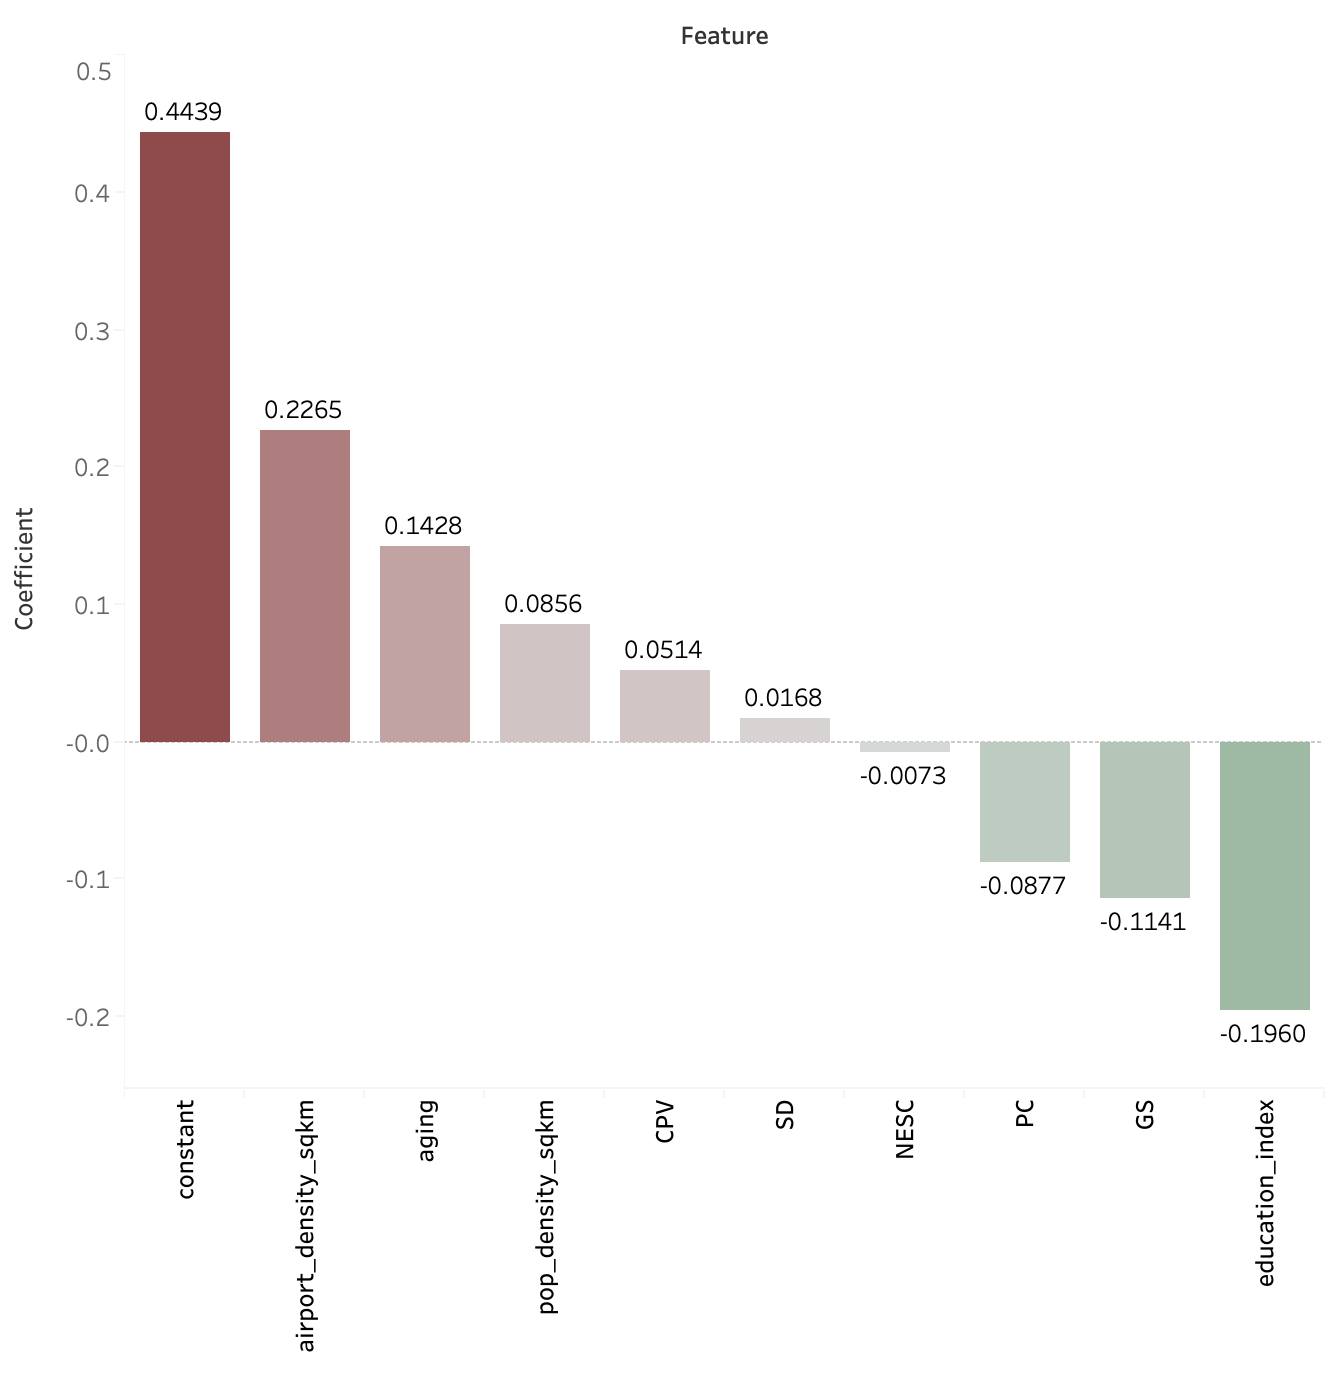 Feature
0.5
0.4439
0.4
0.3
0.2265
0.2
0.1428
0.1
0.0856
0.0514
0.0168
-0.0
-0.0073
-0.0877
-0.1
-0.1141
-0.1960
-0.2
Coefficient
constant
airport_density_sqkm
aging
pop_density_sqkm
CPV
SD
NESC
PC
GS
education_index